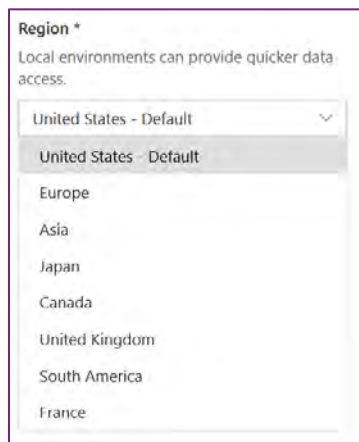 Region *
Local environments can provide quicker data
access.
United States - Default
United States - Default
Europe
Asia
Japan
Canada
United Kingdom
South America
France